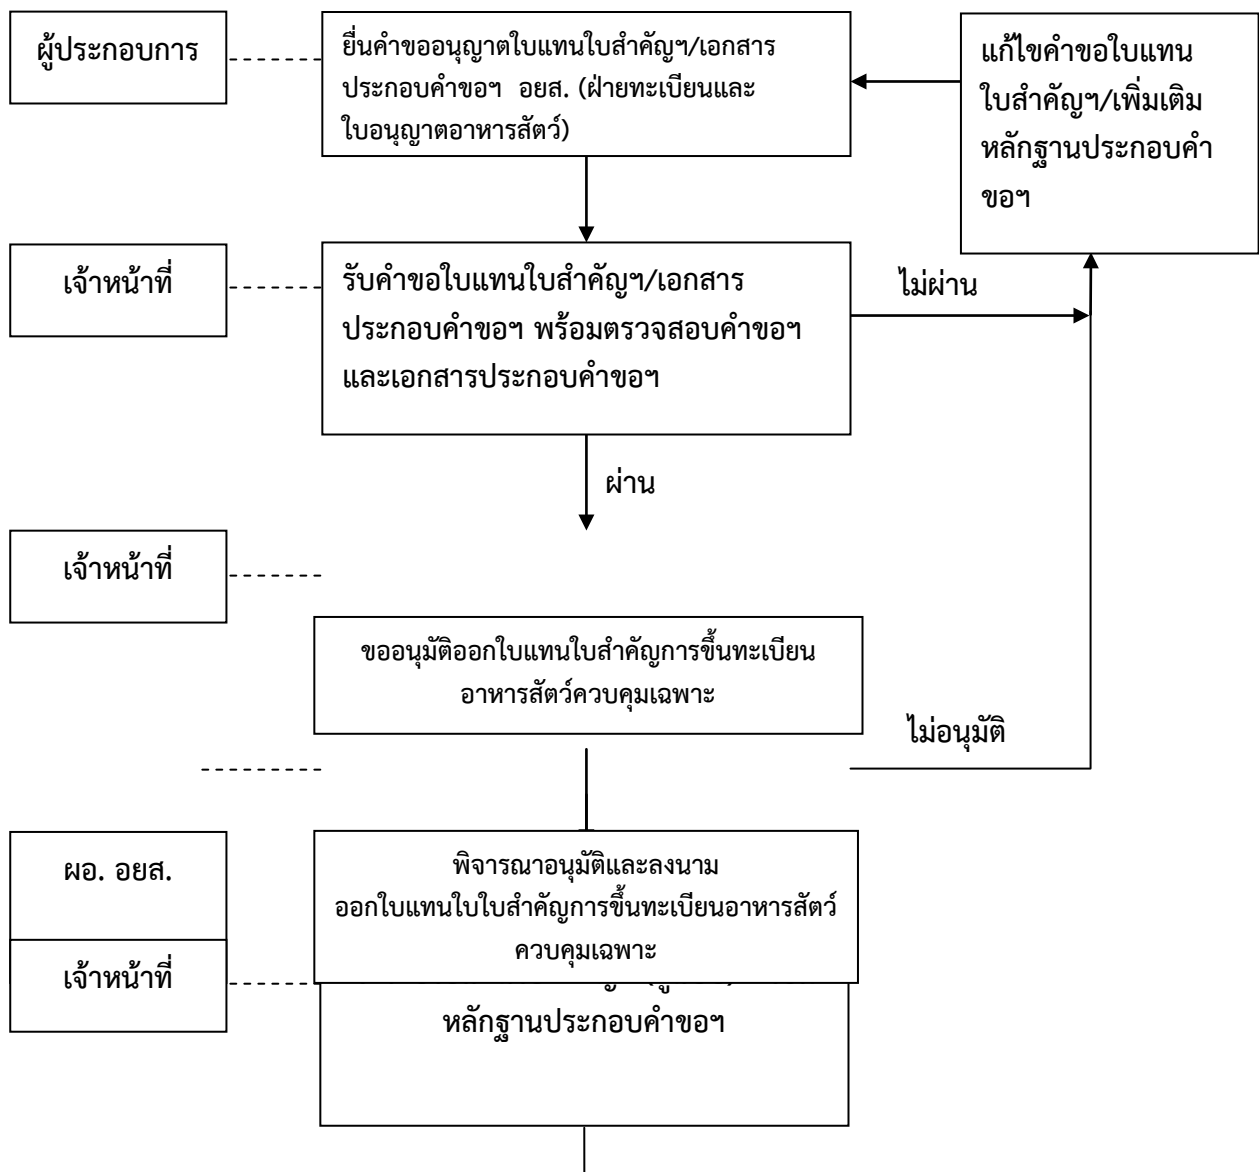 ผู้ประกอบการ
ยื่นคำขออนุญาตใบแทนใบสำคัญฯ/เอกสาร
ประกอบคำขอฯ อยส. (ฝ่ายทะเบียนและ
ใบอนุญาตอาหารสัตว์)
แก้ไขคำขอใบแทน
ใบสำคัญฯ/เพิ่มเติม
หลักฐานประกอบคำ
ขอฯ
เจ้าหน้าที่
รับคำขอใบแทนใบสำคัญฯ/เอกสาร
ประกอบคำขอฯ พร้อมตรวจสอบคำขอฯ
และเอกสารประกอบคำขอฯ
ไม่ผ่าน
ผ่าน
เจ้าหน้าที่
ขออนุมัติออกใบแทนใบสำคัญการขึ้นทะเบียน
อาหารสัตว์ควบคุมเฉพาะ
ไม่อนุมัติ
ผอ. อยส.
พิจารณาอนุมัติและลงนาม
ออกใบแทนใบใบสำคัญการขึ้นทะเบียนอาหารสัตว์
ควบคุมเฉพาะ
เจ้าหน้าที่
หลักฐานประกอบคำขอฯ